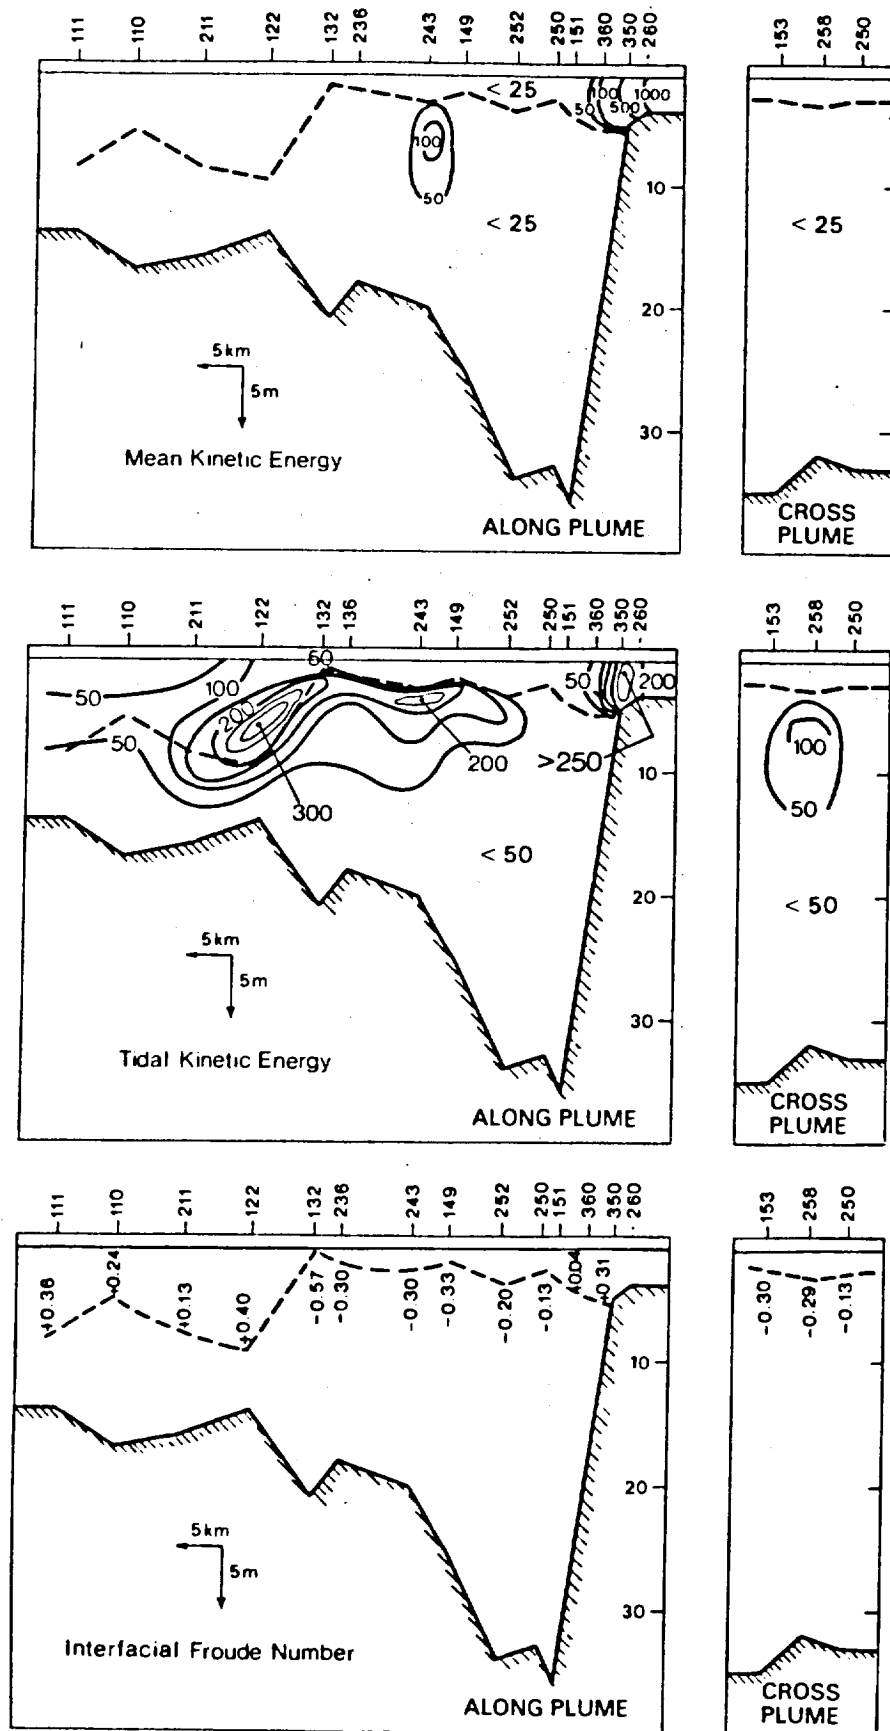 111 110 211 122 132 236 243 149 252 250 151 360 350 260 153 258 250
< 25 50 100 500 1000
100
50
10
< 25 < 25
20
5km
5m
30
Mean Kinetic Energy
ALONG PLUME CROSS
PLUME
111 110 211 122 132 136 243 149 252 250 151 360 350 260 153 258 250
50 100 60 50 200
200
50 200 >250 100
10
300 50
< 50 < 50
20
5km
5m
30
Tidal Kinetic Energy
ALONG PLUME CROSS
PLUME
111 110 211 122 132 236 243 149 252 250 151 360 350 260 153 258 250
+0.36 +0.24 +0.13 +0.40 -0.57 -0.30 -0.30 -0.33 -0.20 -0.13 +0.04 +0.31 -0.30 -0.29 -0.13
10
20
5km
5m
30
Interfacial Froude Number
ALONG PLUME CROSS
PLUME